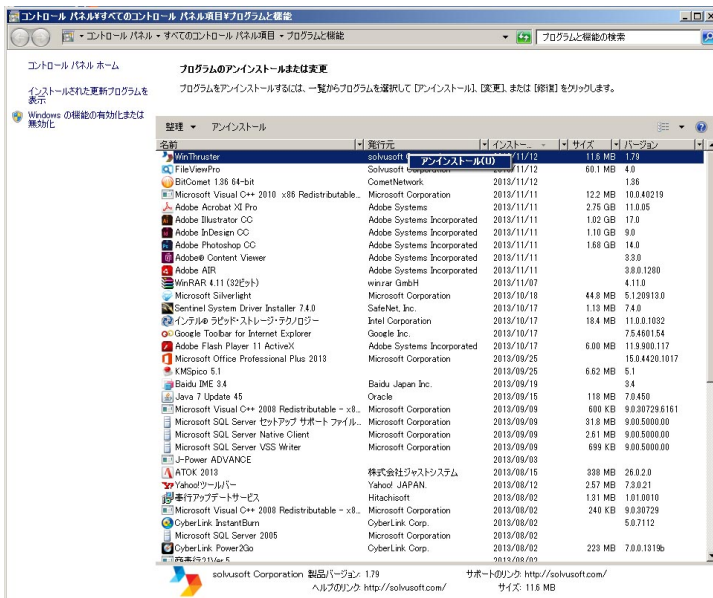 コントロール パネル¥すべてのコントロール パネル項目¥プログラムと機能
コントロール パネル すべてのコントロール パネル項目 プログラムと機能 プログラムと機能の検索
コントロール パネル ホーム
インストールされた更新プログラムを
表示
Windows の機能の有効化または
無効化
プログラムのアンインストールまたは変更
プログラムをアンインストールするには、一覧からプログラムを選択して [アンインストール]、[変更]、または [修復] をクリックします。
整理 アンインストール
名前 発行元 インストー... サイズ バージョン
WinThruster solvusoft 11.6 MB 1.79
アンインストール(U)
FileViewPro Solvusoft Corporation 2013/11/12 60.1 MB 4.0
BitComet 1.36 64-bit CometNetwork 2013/11/12 1.36
Microsoft Visual C++ 2010 x86 Redistributable... Microsoft Corporation 2013/11/11 12.2 MB 10.0.40219
Adobe Acrobat XI Pro Adobe Systems 2013/11/11 2.75 GB 11.0.05
Adobe Illustrator CC Adobe Systems Incorporated 2013/11/11 1.02 GB 17.0
Adobe InDesign CC Adobe Systems Incorporated 2013/11/11 1.10 GB 9.0
Adobe Photoshop CC Adobe Systems Incorporated 2013/11/11 1.68 GB 14.0
Adobe® Content Viewer Adobe Systems Incorporated 2013/11/11 3.3.0
Adobe AIR Adobe Systems Incorporated 2013/11/11 3.8.0.1280
WinRAR 4.11 (32ビット) win.rar GmbH 2013/11/07 4.11.0
Microsoft Silverlight Microsoft Corporation 2013/10/18 44.8 MB 5.1.20913.0
Sentinel System Driver Installer 7.4.0 SafeNet, Inc. 2013/10/17 1.13 MB 7.4.0
インテル® ラピッド・ストレージ・テクノロジー Intel Corporation 2013/10/17 18.4 MB 11.0.0.1032
Google Toolbar for Internet Explorer Google Inc. 2013/10/17 7.5.4601.54
Adobe Flash Player 11 ActiveX Adobe Systems Incorporated 2013/10/17 6.00 MB 11.9.900.117
Microsoft Office Professional Plus 2013 Microsoft Corporation 2013/09/25 15.0.4420.1017
KMSpico 5.1 2013/09/25 6.62 MB 5.1
Baidu IME 3.4 Baidu Japan Inc. 2013/09/19 3.4
Java 7 Update 45 Oracle 2013/09/15 118 MB 7.0.450
Microsoft Visual C++ 2008 Redistributable - x8... Microsoft Corporation 2013/09/09 600 KB 9.0.30729.6161
Microsoft SQL Server セットアップ サポート ファイル... Microsoft Corporation 2013/09/09 31.8 MB 9.00.5000.00
Microsoft SQL Server Native Client Microsoft Corporation 2013/09/09 2.61 MB 9.00.5000.00
Microsoft SQL Server VSS Writer Microsoft Corporation 2013/09/09 699 KB 9.00.5000.00
J-Power ADVANCE 2013/09/03
ATOK 2013 株式会社ジャストシステム 2013/08/15 338 MB 26.0.2.0
Yahoo!ツールバー Yahoo! JAPAN. 2013/08/12 2.57 MB 7.3.0.21
奉行アップデートサービス Hitachisoft 2013/08/02 1.31 MB 1.01.0010
Microsoft Visual C++ 2008 Redistributable - x8... Microsoft Corporation 2013/08/02 240 KB 9.0.30729
CyberLink InstantBurn CyberLink Corp. 2013/08/02 5.0.7112
Microsoft SQL Server 2005 Microsoft Corporation 2013/08/02
CyberLink Power2Go CyberLink Corp. 2013/08/02 223 MB 7.0.0.1319b
商奉行21Ver.5 2013/08/02
solvusoft Corporation 製品バージョン: 1.79 サポートのリンク: http://solvusoft.com/
ヘルプのリンク: http://solvusoft.com/ サイズ: 11.6 MB